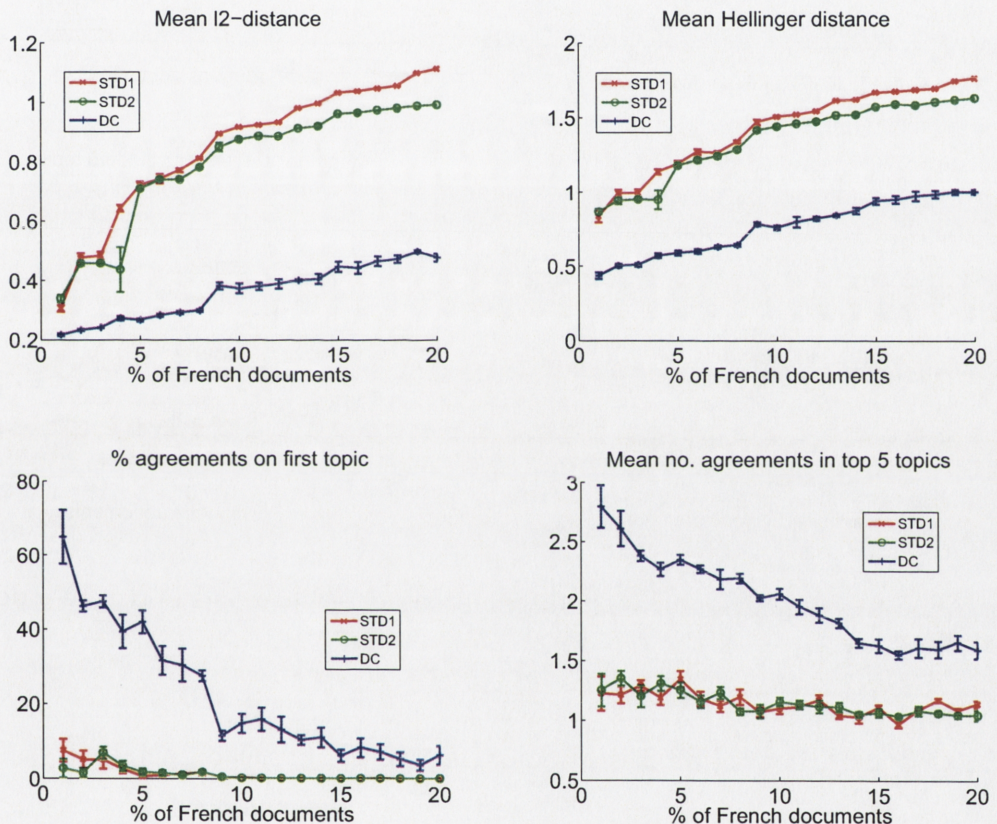 Mean l2−distance
1.2
1
0.8
0.6
0.4
0.2
STD1
STD2
DC
0 5 10 15 20
% of French documents
Mean Hellinger distance
2
1.5
1
0.5
0
STD1
STD2
DC
0 5 10 15 20
% of French documents
% agreements on first topic
80
60
40
20
0
STD1
STD2
DC
0 5 10 15 20
% of French documents
Mean no. agreements in top 5 topics
3
2.5
2
1.5
1
0.5
STD1
STD2
DC
0 5 10 15 20
% of French documents